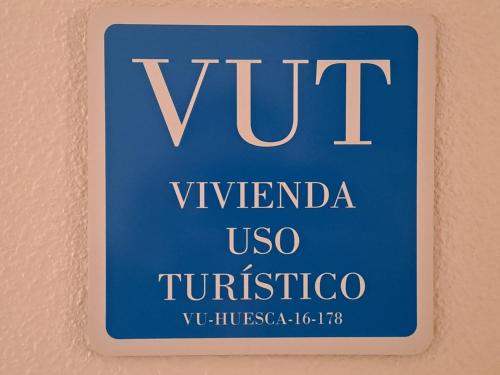 VUT
VIVIENDA
USO
TURÍSTICO
VU-HUESCA-16-178